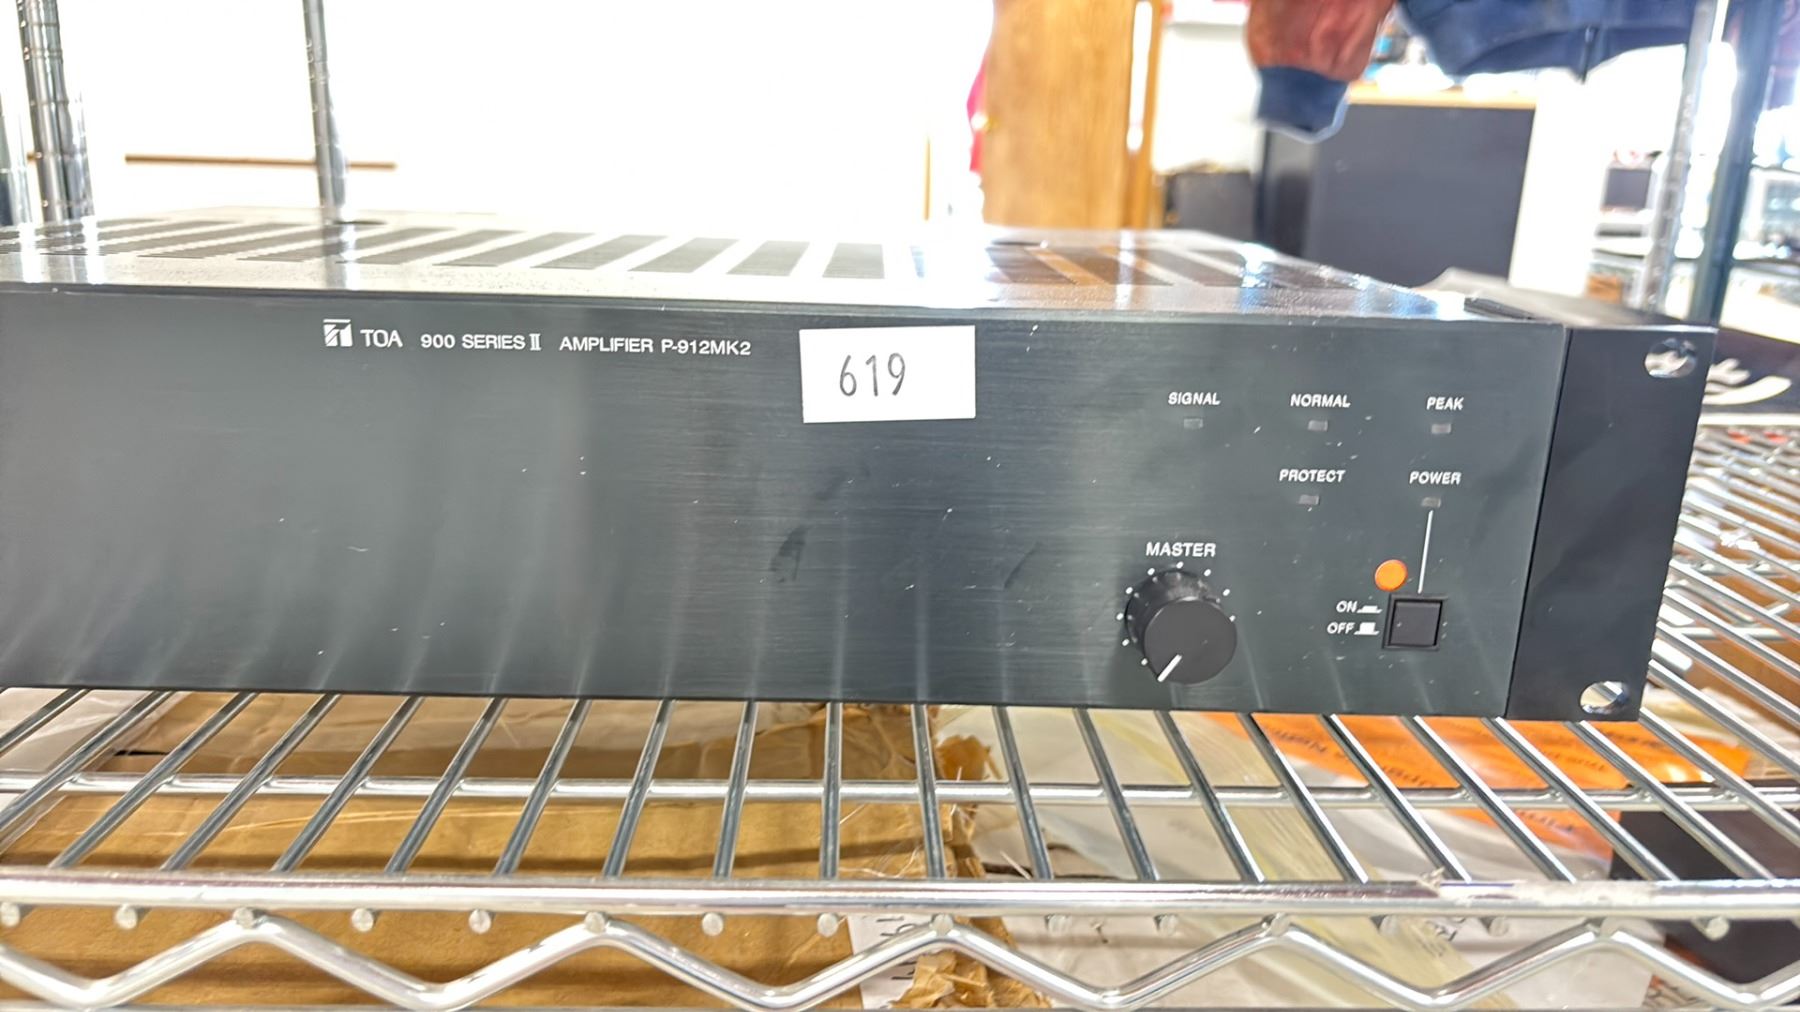 TOA 900 SERIES II AMPLIFIER P-912MK2
619
SIGNAL NORMAL PEAK
PROTECT POWER
MASTER
ON
OFF